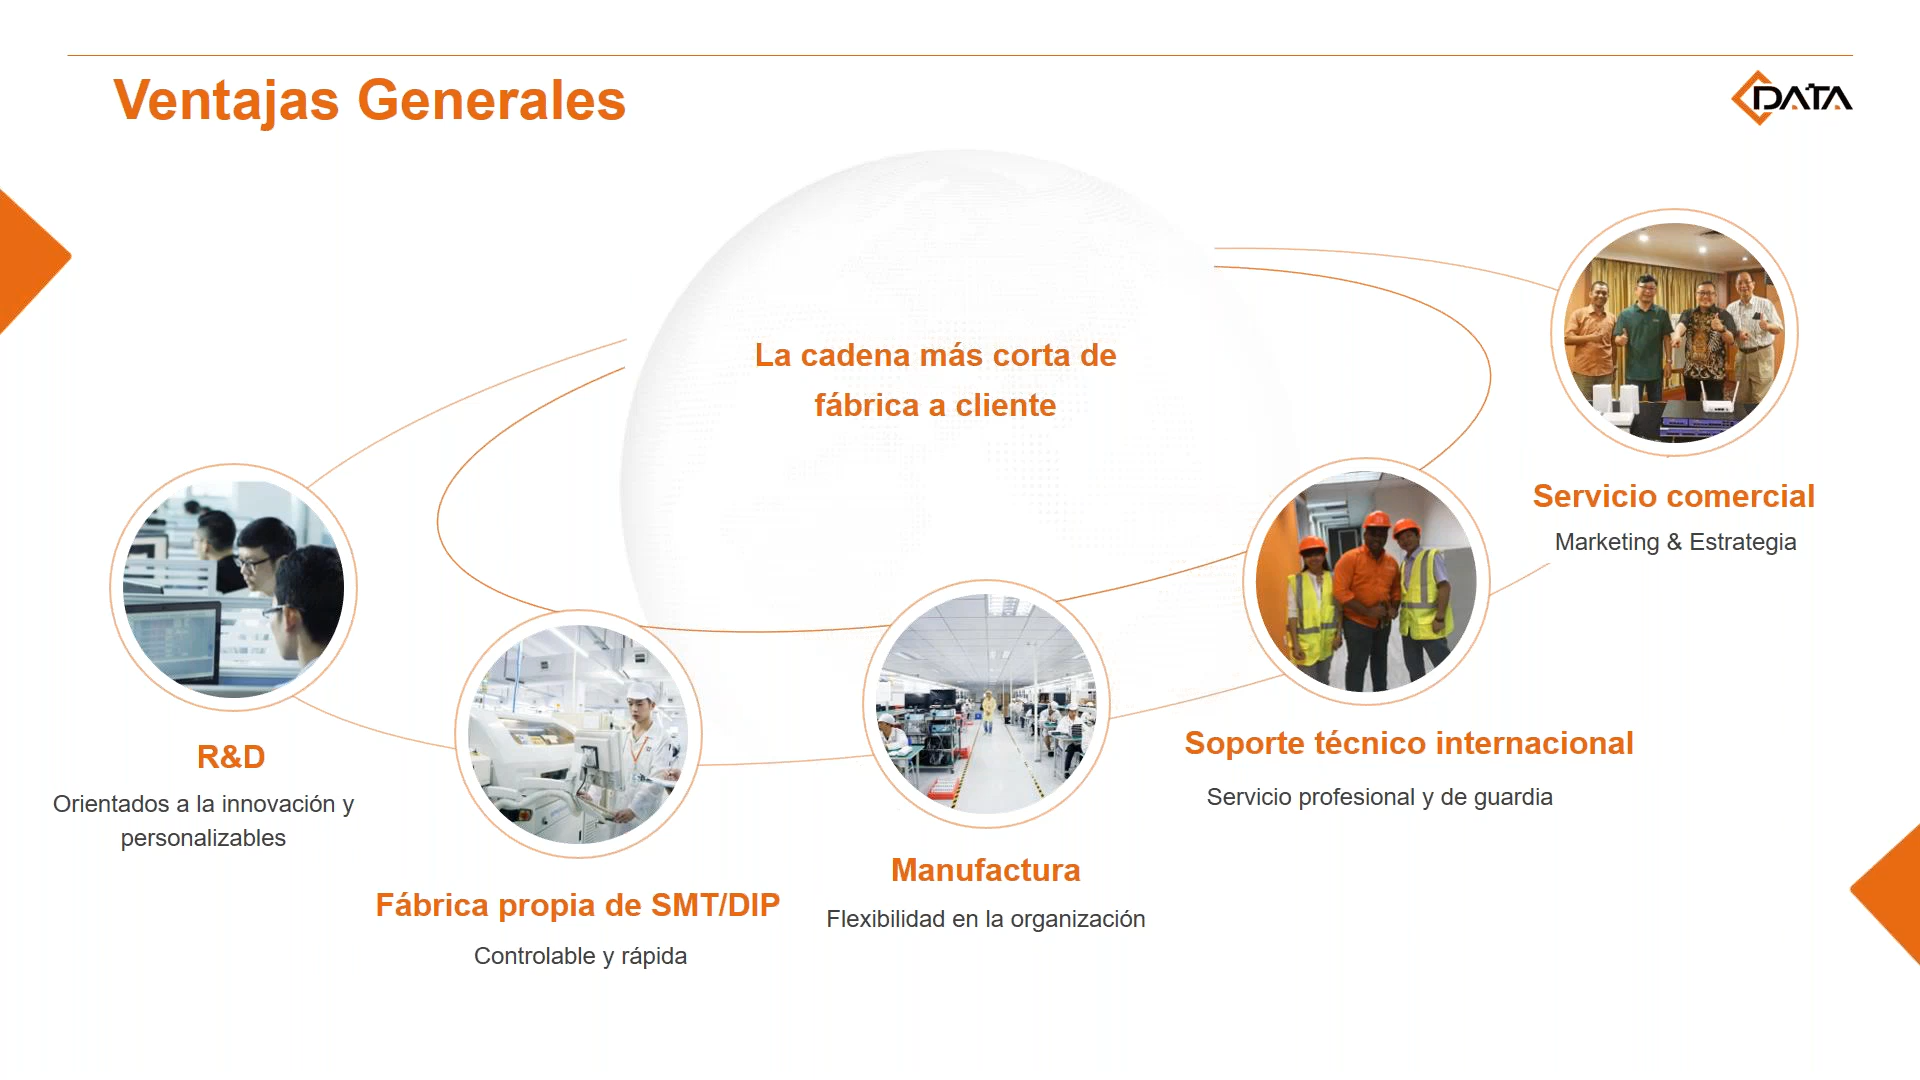 Ventajas Generales
DATA
La cadena más corta de
fábrica a cliente
Servicio comercial
Marketing & Estrategia
R&D
Orientados a la innovación y
personalizables
Soporte técnico internacional
Servicio profesional y de guardia
Manufactura
Flexibilidad en la organización
Fábrica propia de SMT/DIP
Controlable y rápida